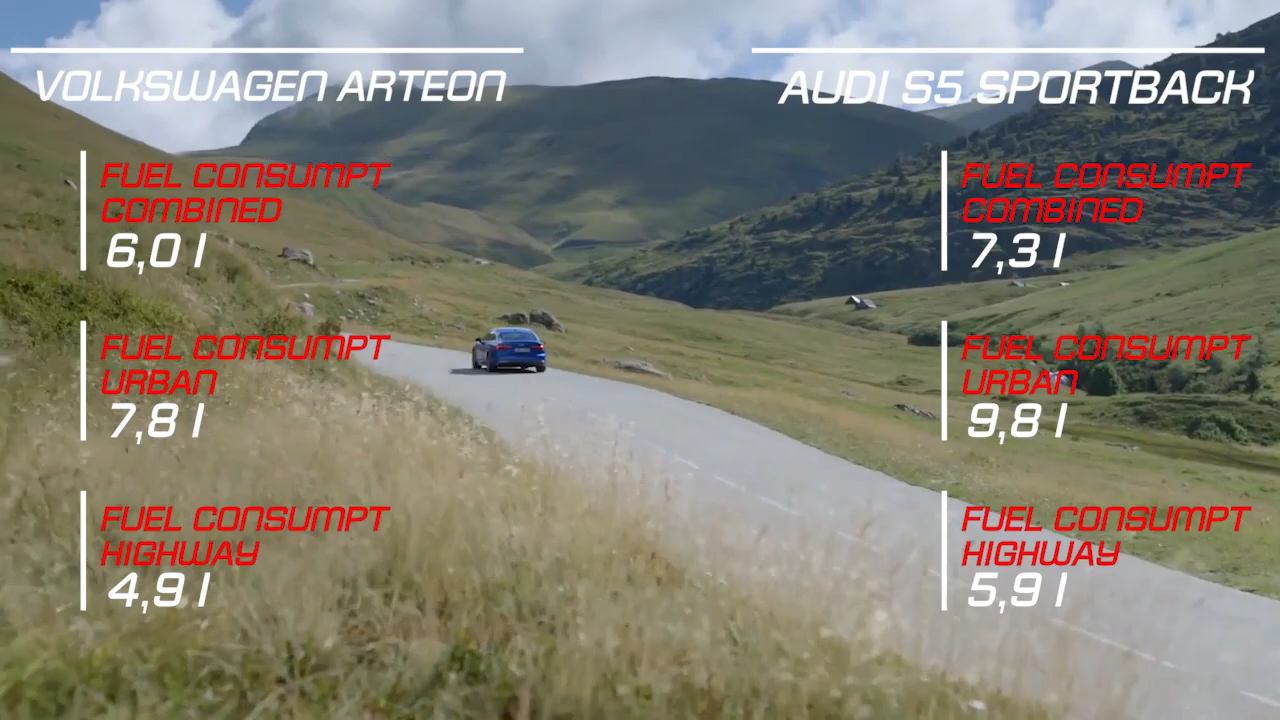 VOLKSWAGEN ARTEON
FUEL CONSUMPT
COMBINED
6,0 l
FUEL CONSUMPT
URBAN
7,8 l
FUEL CONSUMPT
HIGHWAY
4,9 l
AUDI S5 SPORTBACK
FUEL CONSUMPT
COMBINED
7,3 l
FUEL CONSUMPT
URBAN
9,8 l
FUEL CONSUMPT
HIGHWAY
5,9 l